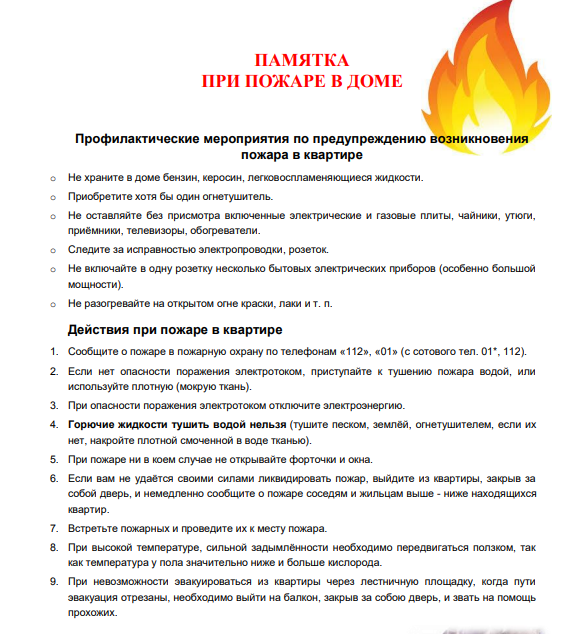 ПАМЯТКА
ПРИ ПОЖАРЕ В ДОМЕ
Профилактические мероприятия по предупреждению возникновения
пожара в квартире
o Не храните в доме бензин, керосин, легковоспламеняющиеся жидкости.
o Приобретите хотя бы один огнетушитель.
o Не оставляйте без присмотра включенные электрические и газовые плиты, чайники, утюги,
приёмники, телевизоры, обогреватели.
o Следите за исправностью электропроводки, розеток.
o Не включайте в одну розетку несколько бытовых электрических приборов (особенно большой
мощности).
o Не разогревайте на открытом огне краски, лаки и т. п.
Действия при пожаре в квартире
1. Сообщите о пожаре в пожарную охрану по телефонам «112», «01» (с сотового тел. 01*, 112).
2. Если нет опасности поражения электротоком, приступайте к тушению пожара водой, или
используйте плотную (мокрую ткань).
3. При опасности поражения электротоком отключите электроэнергию.
4. Горючие жидкости тушить водой нельзя (тушите песком, землёй, огнетушителем, если их
нет, накройте плотной смоченной в воде тканью).
5. При пожаре ни в коем случае не открывайте форточки и окна.
6. Если вам не удаётся своими силами ликвидировать пожар, выйдите из квартиры, закрыв за
собой дверь, и немедленно сообщите о пожаре соседям и жильцам выше - ниже находящихся
квартир.
7. Встретьте пожарных и проведите их к месту пожара.
8. При высокой температуре, сильной задымлённости необходимо передвигаться ползком, так
как температура у пола значительно ниже и больше кислорода.
9. При невозможности эвакуироваться из квартиры через лестничную площадку, когда пути
эвакуация отрезаны, необходимо выйти на балкон, закрыв за собою дверь, и звать на помощь
прохожих.